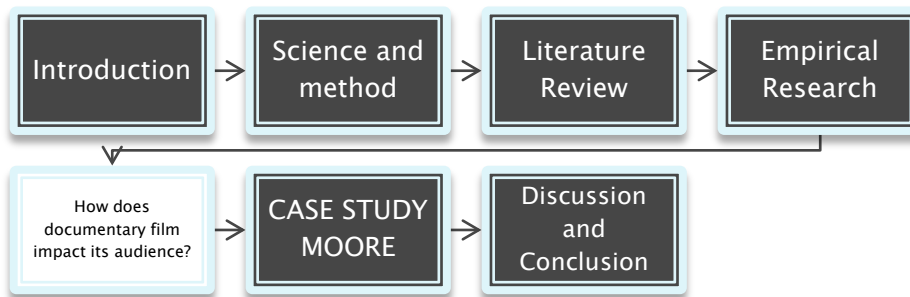 Introduction
Science and
method
Literature
Review
Empirical
Research
How does
documentary film
impact its audience?
CASE STUDY
MOORE
Discussion
and
Conclusion